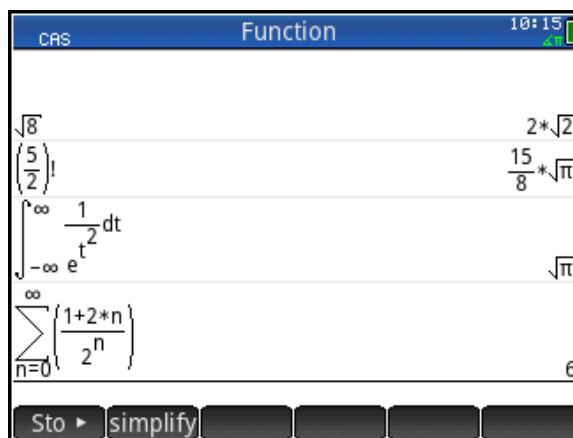 CAS Function 10:15
∡π
√8 2*√2
(5/2)! 15/8*√π
∫_-∞^∞ 1/e^t^2 dt √π
∑_n=0^∞ ((1+2*n)/2^n) 6
Sto ▸ simplify